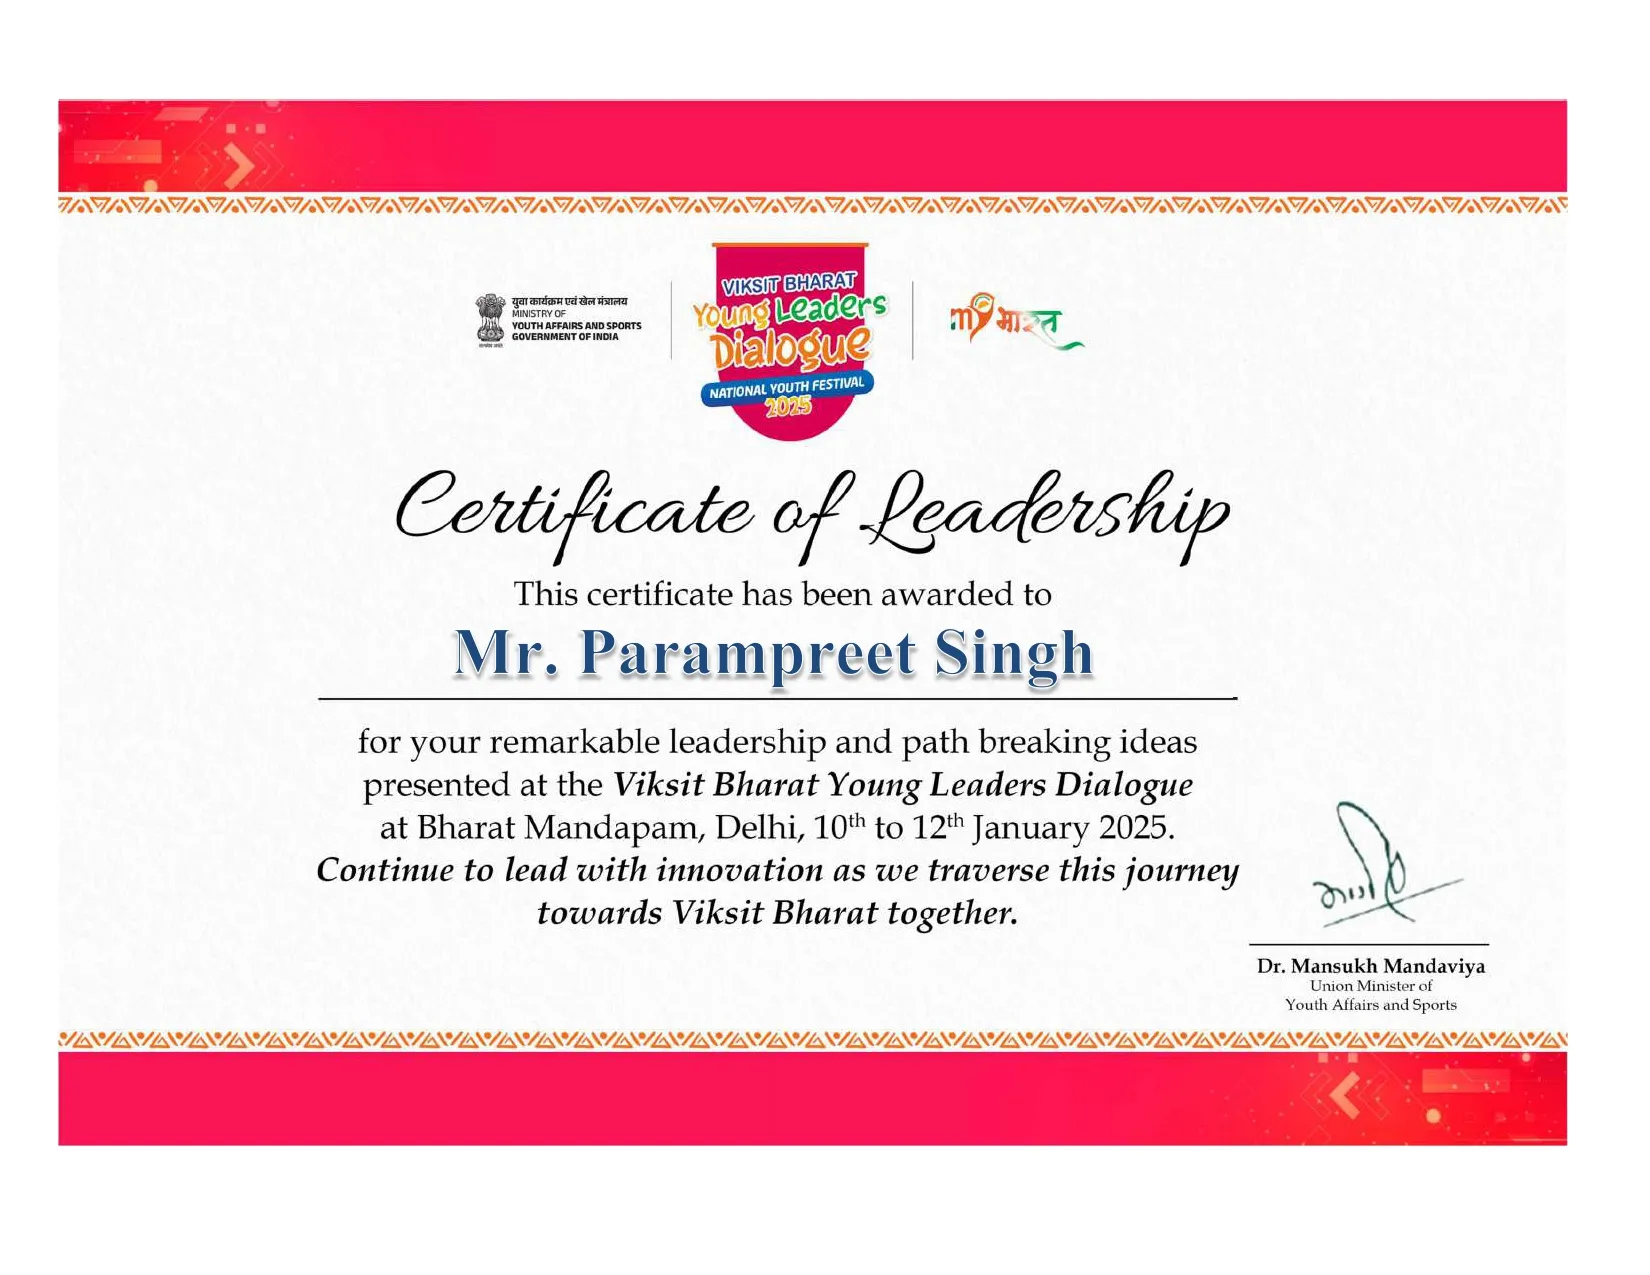 युवा कार्यक्रम एवं खेल मंत्रालय
MINISTRY OF
YOUTH AFFAIRS AND SPORTS
GOVERNMENT OF INDIA
VIKSIT BHARAT
Young Leaders
Dialogue
NATIONAL YOUTH FESTIVAL
2025
my भारत
Certificate of Leadership
This certificate has been awarded to
Mr. Parampreet Singh
for your remarkable leadership and path breaking ideas
presented at the Viksit Bharat Young Leaders Dialogue
at Bharat Mandapam, Delhi, 10th to 12th January 2025.
Continue to lead with innovation as we traverse this journey
towards Viksit Bharat together.
Dr. Mansukh Mandaviya
Union Minister of
Youth Affairs and Sports